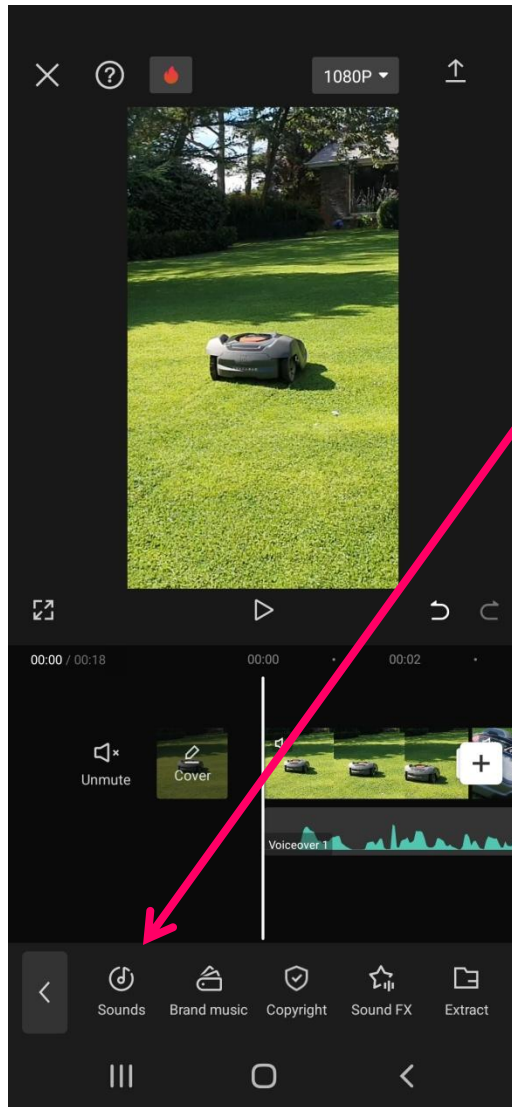 1080P
00:00 / 00:18
00:00
00:02
Unmute
Cover
Voiceover 1
Sounds
Brand music
Copyright
Sound FX
Extract